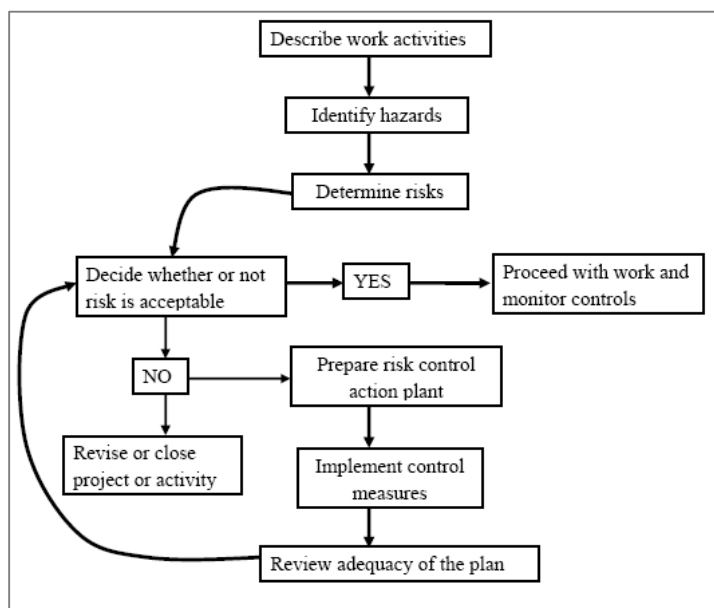 Describe work activities
Identify hazards
Determine risks
Decide whether or not
risk is acceptable
YES
Proceed with work and
monitor controls
NO
Prepare risk control
action plant
Revise or close
project or activity
Implement control
measures
Review adequacy of the plan